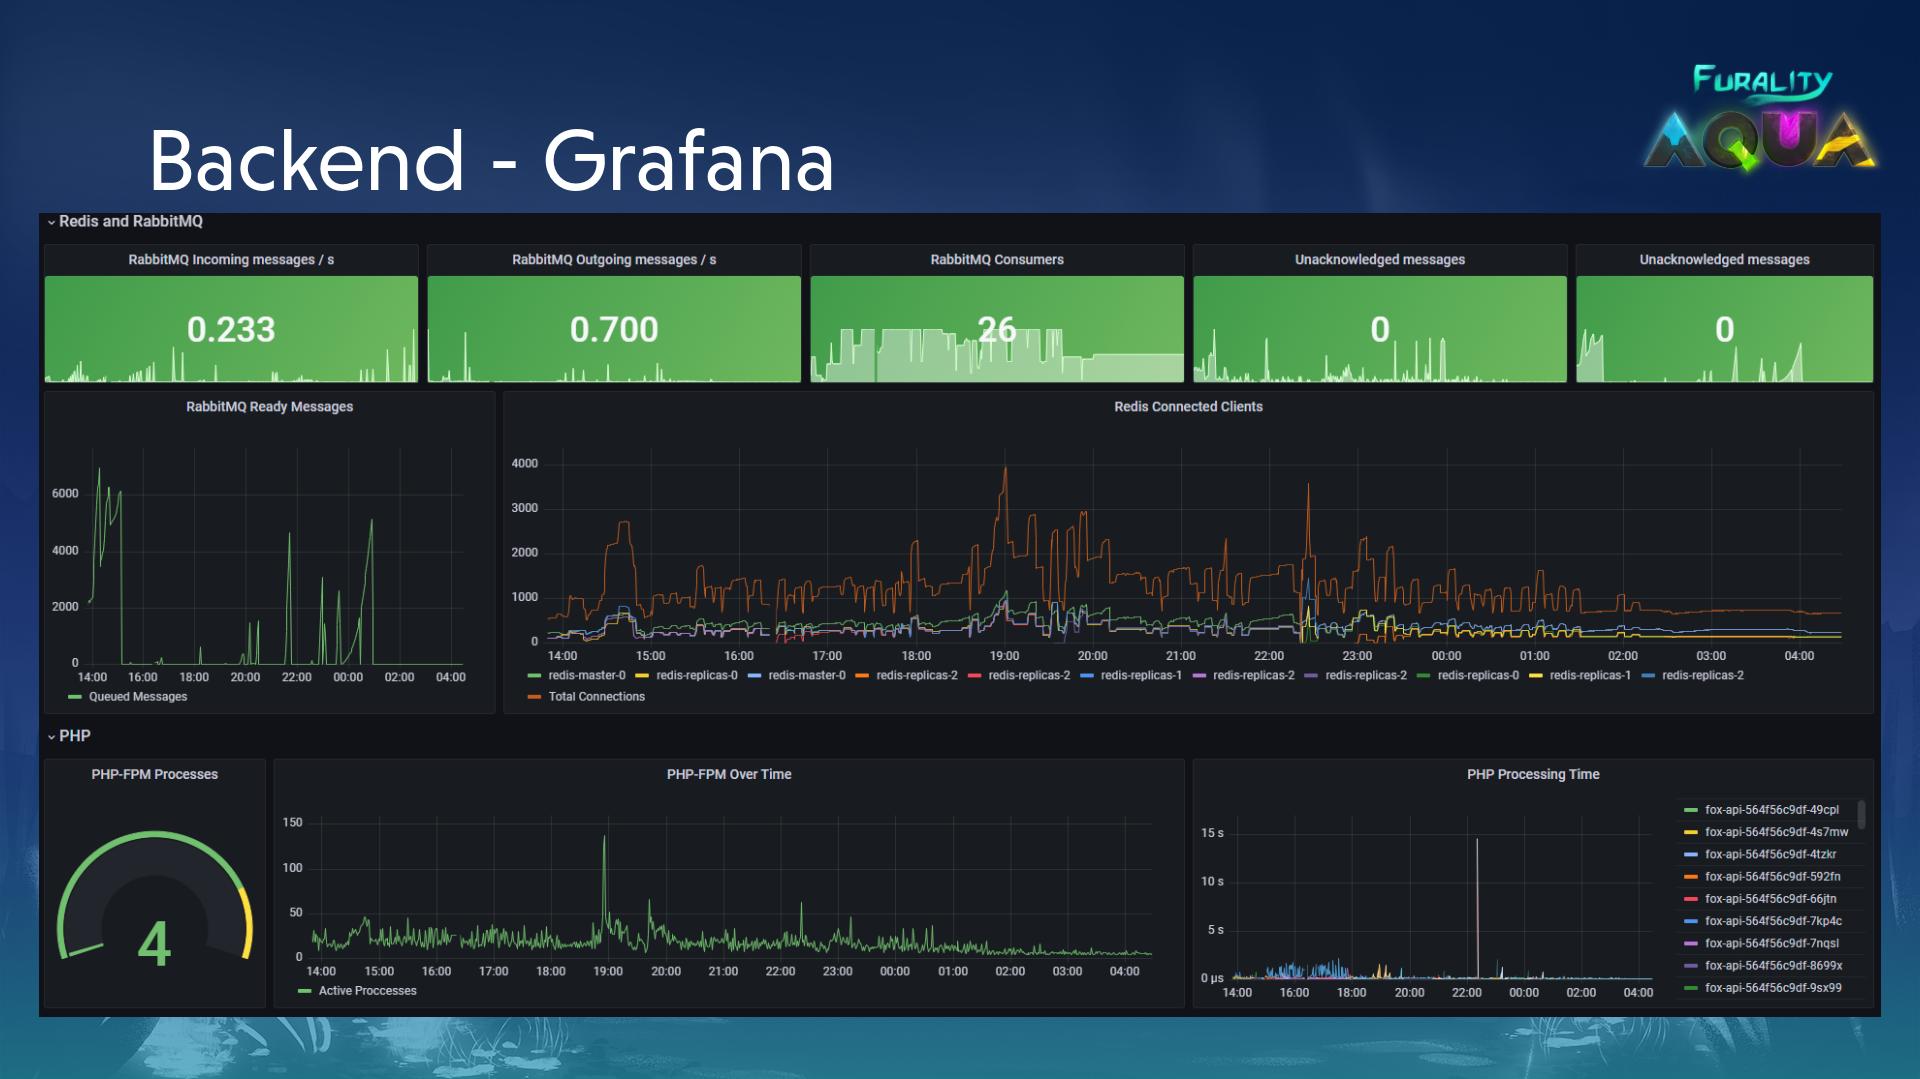 Backend - Grafana
FURALITY
AQUA
Redis and RabbitMQ
RabbitMQ Incoming messages / s
RabbitMQ Outgoing messages / s
RabbitMQ Consumers
Unacknowledged messages
Unacknowledged messages
0.233
0.700
26
0
0
RabbitMQ Ready Messages
6000
4000
2000
0
14:00 16:00 18:00 20:00 22:00 00:00 02:00 04:00
Queued Messages
Redis Connected Clients
4000
3000
2000
1000
0
14:00 15:00 16:00 17:00 18:00 19:00 20:00 21:00 22:00 23:00 00:00 01:00 02:00 03:00 04:00
redis-master-0 redis-replicas-0 redis-master-0 redis-replicas-2 redis-replicas-2 redis-replicas-1 redis-replicas-2 redis-replicas-2 redis-replicas-0 redis-replicas-1 redis-replicas-2
Total Connections
PHP
PHP-FPM Processes
4
PHP-FPM Over Time
150
100
50
0
14:00 15:00 16:00 17:00 18:00 19:00 20:00 21:00 22:00 23:00 00:00 01:00 02:00 03:00 04:00
Active Proccesses
PHP Processing Time
15 s
10 s
5 s
0 µs
14:00 16:00 18:00 20:00 22:00 00:00 02:00 04:00
fox-api-564f56c9df-49cpl
fox-api-564f56c9df-4s7mw
fox-api-564f56c9df-4tzkr
fox-api-564f56c9df-592fn
fox-api-564f56c9df-66jtn
fox-api-564f56c9df-7kp4c
fox-api-564f56c9df-7nqsl
fox-api-564f56c9df-8699x
fox-api-564f56c9df-9sx99